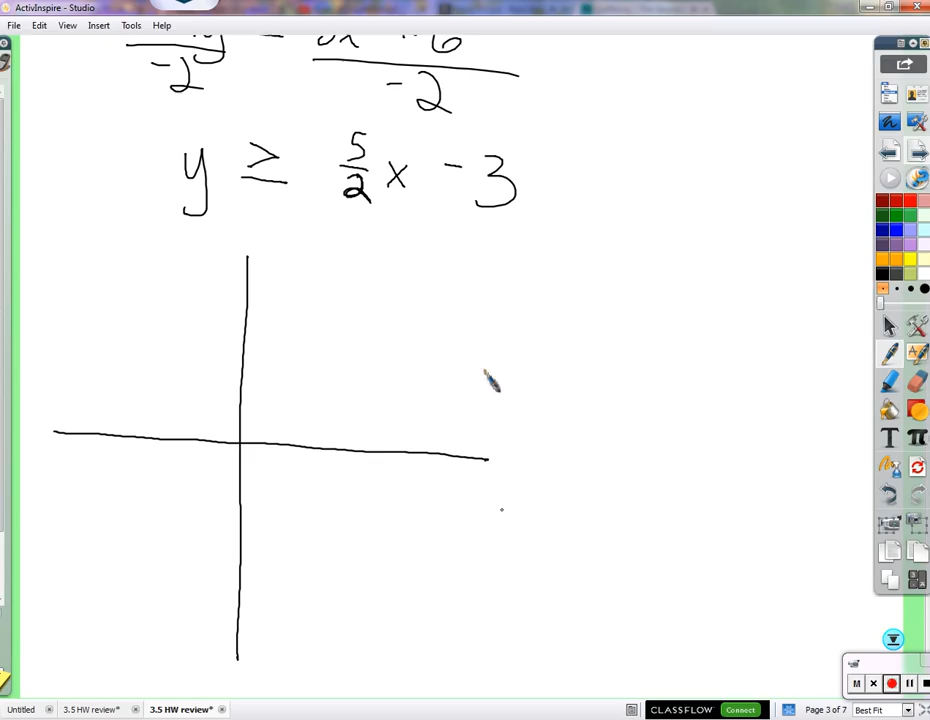 ActivInspire - Studio
File Edit View Insert Tools Help
-2
-2
y ≥ 5/2 x - 3
M
Untitled 3.5 HW review* 3.5 HW review* CLASSFLOW Connect Page 3 of 7 Best Fit